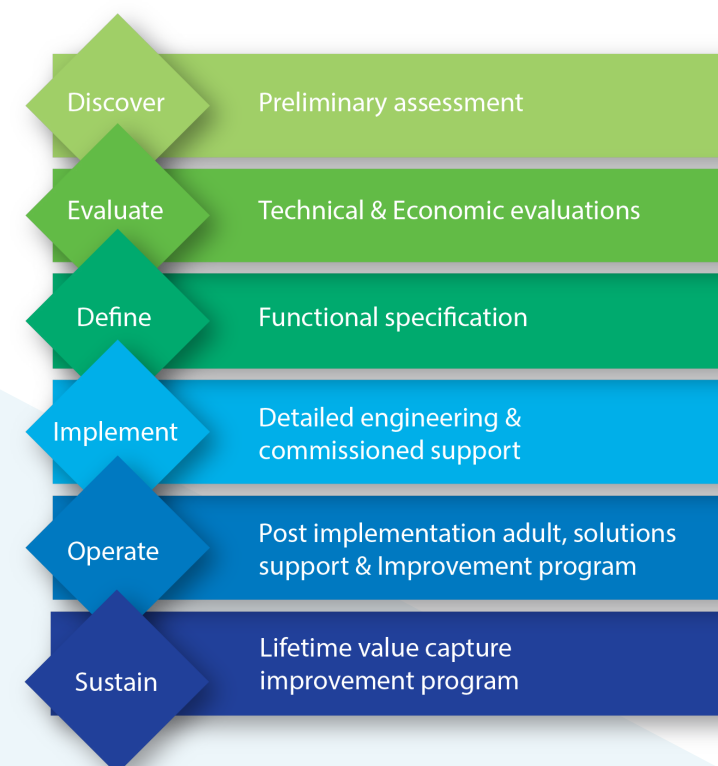 Discover
Preliminary assessment
Evaluate
Technical & Economic evaluations
Define
Functional specification
Implement
Detailed engineering &
commissioned support
Operate
Post implementation adult, solutions
support & Improvement program
Sustain
Lifetime value capture
improvement program